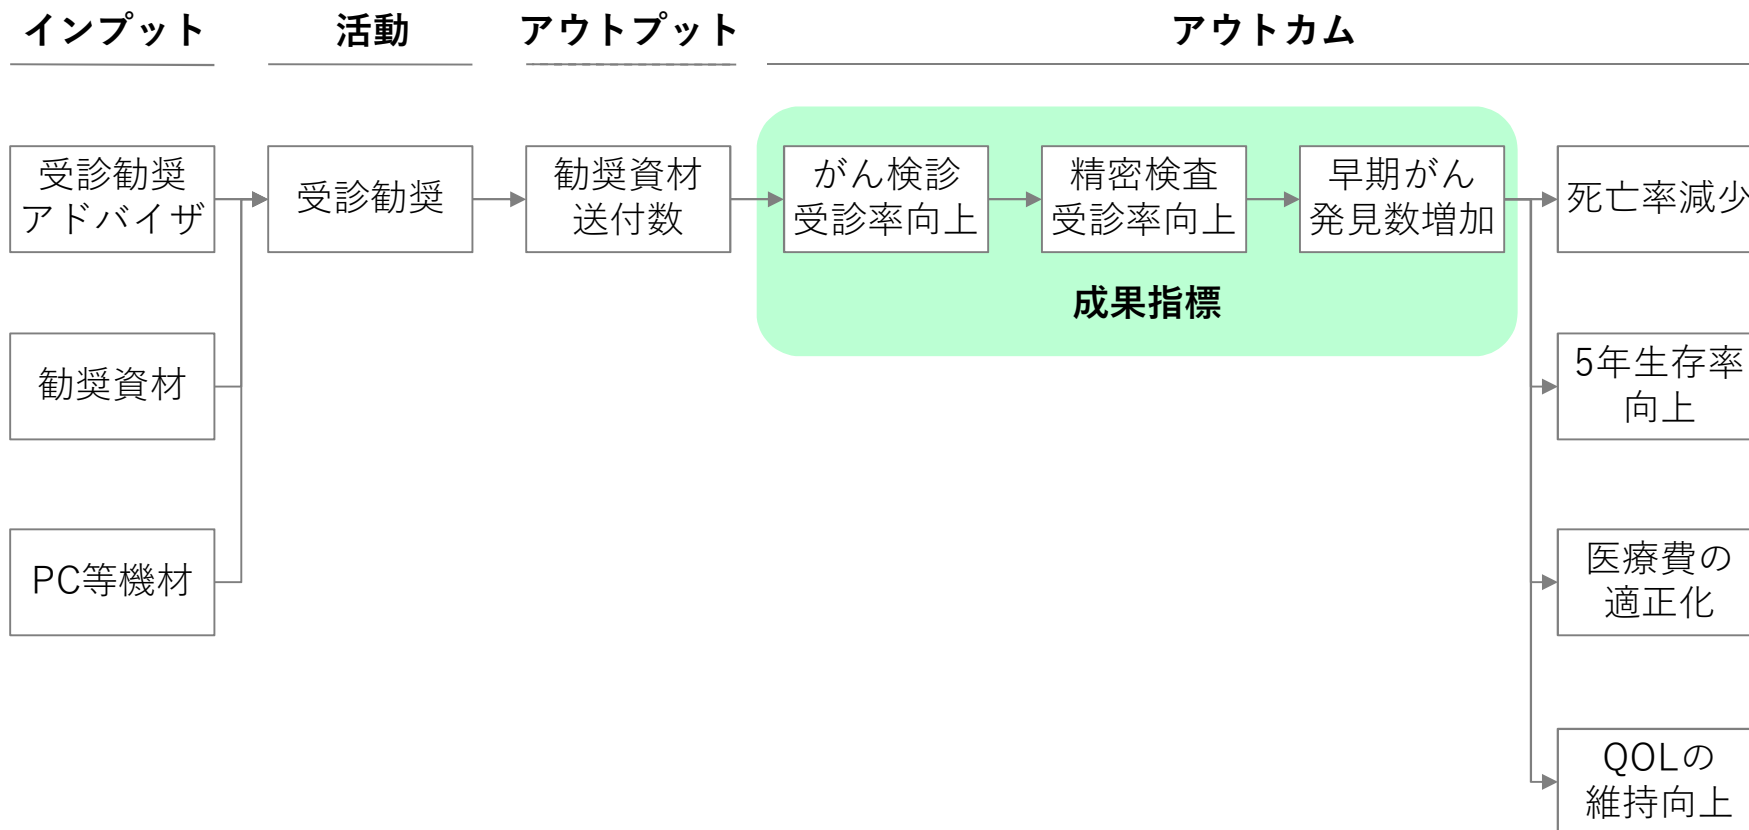 インプット
活動
アウトプット
アウトカム
受診勧奨
アドバイザ
受診勧奨
勧奨資材
送付数
がん検診
受診率向上
精密検査
受診率向上
早期がん
発見数増加
死亡率減少
成果指標
勧奨資材
5年生存率
向上
PC等機材
医療費の
適正化
QOLの
維持向上